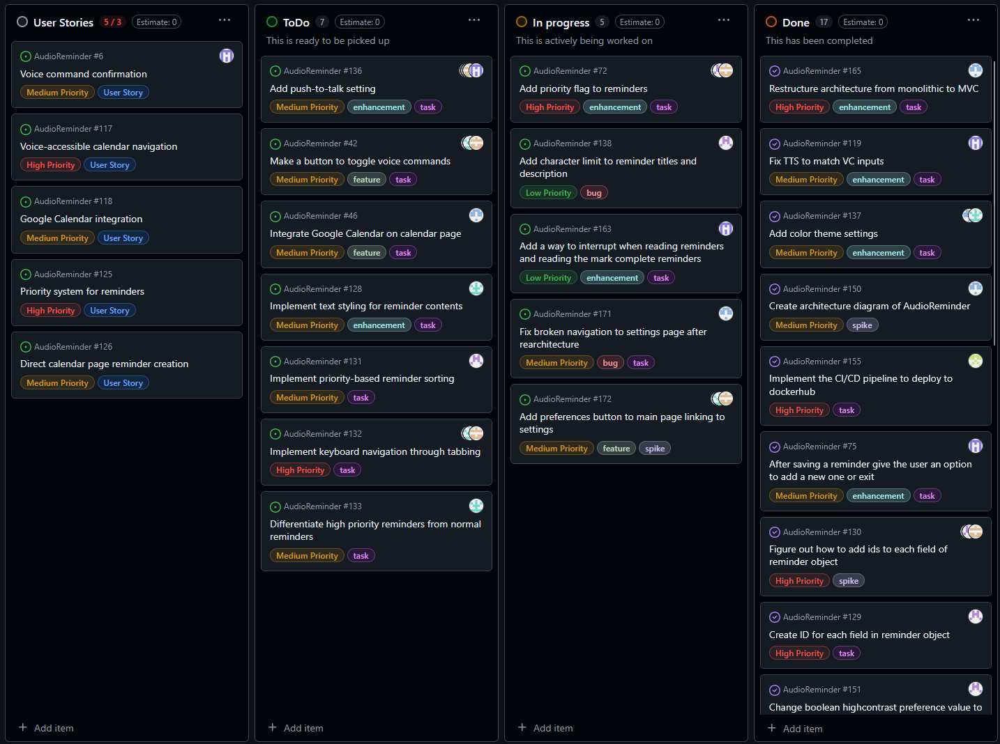 User Stories 5 / 3 Estimate: 0
AudioReminder #6
Voice command confirmation
Medium Priority User Story
AudioReminder #117
Voice-accessible calendar navigation
High Priority User Story
AudioReminder #118
Google Calendar integration
Medium Priority User Story
AudioReminder #125
Priority system for reminders
High Priority User Story
AudioReminder #126
Direct calendar page reminder creation
Medium Priority User Story
Add item
ToDo 7 Estimate: 0
This is ready to be picked up
AudioReminder #136
Add push-to-talk setting
Medium Priority enhancement task
AudioReminder #42
Make a button to toggle voice commands
Medium Priority feature task
AudioReminder #46
Integrate Google Calendar on calendar page
Medium Priority feature task
AudioReminder #128
Implement text styling for reminder contents
Medium Priority enhancement task
AudioReminder #131
Implement priority-based reminder sorting
Medium Priority task
AudioReminder #132
Implement keyboard navigation through tabbing
High Priority task
AudioReminder #133
Differentiate high priority reminders from normal
reminders
Medium Priority task
Add item
In progress 5 Estimate: 0
This is actively being worked on
AudioReminder #72
Add priority flag to reminders
High Priority enhancement task
AudioReminder #138
Add character limit to reminder titles and
description
Low Priority bug
AudioReminder #163
Add a way to interrupt when reading reminders
and reading the mark complete reminders
Low Priority enhancement task
AudioReminder #171
Fix broken navigation to settings page after
rearchitecture
Medium Priority bug task
AudioReminder #172
Add preferences button to main page linking to
settings
Medium Priority feature spike
Add item
Done 17 Estimate: 0
This has been completed
AudioReminder #165
Restructure architecture from monolithic to MVC
High Priority enhancement task
AudioReminder #119
Fix TTS to match VC inputs
Medium Priority enhancement task
AudioReminder #137
Add color theme settings
Medium Priority enhancement task
AudioReminder #150
Create architecture diagram of AudioReminder
Medium Priority spike
AudioReminder #155
Implement the CI/CD pipeline to deploy to
dockerhub
High Priority task
AudioReminder #75
After saving a reminder give the user an option
to add a new one or exit
Medium Priority enhancement task
AudioReminder #130
Figure out how to add ids to each field of
reminder object
High Priority spike
AudioReminder #129
Create ID for each field in reminder object
High Priority task
AudioReminder #151
Change boolean highcontrast preference value to
Add item